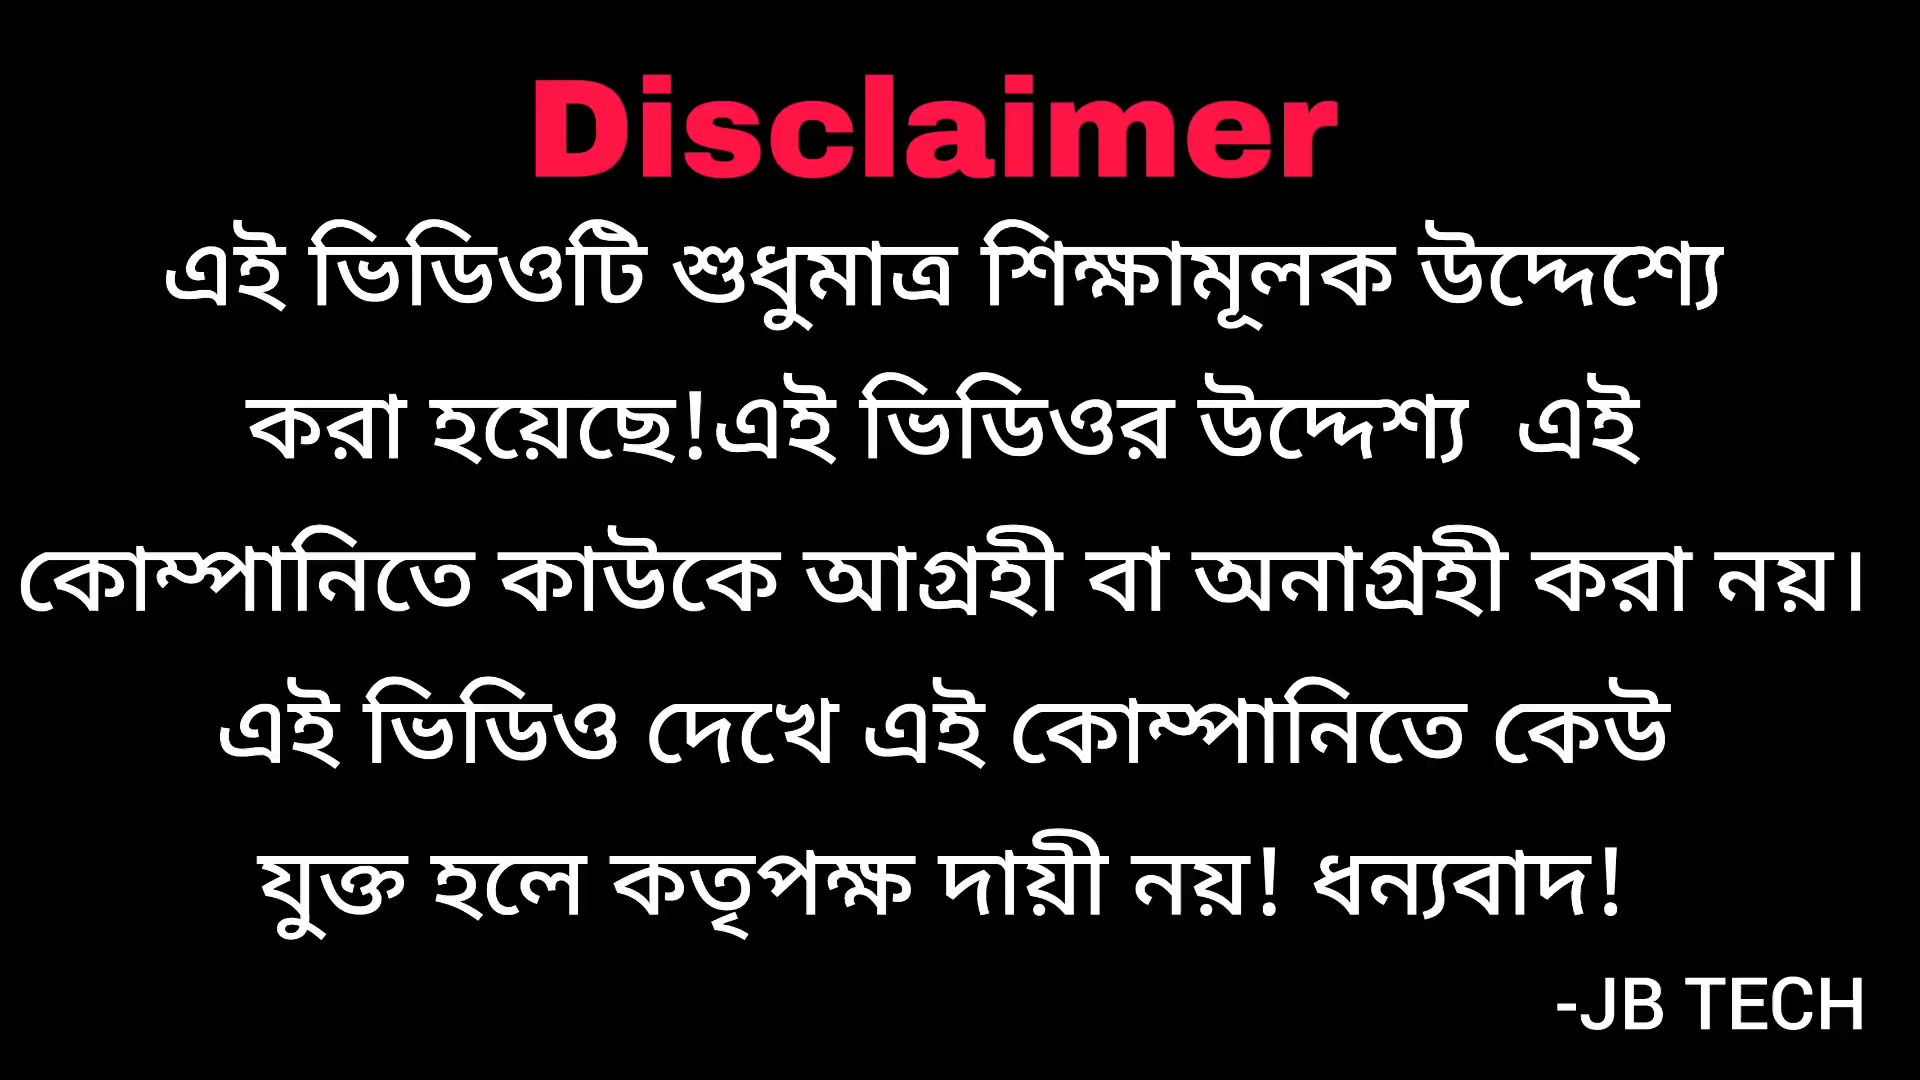 Disclaimer
এই ভিডিওটি শুধুমাত্র শিক্ষামূলক উদ্দেশ্যে
করা হয়েছে!এই ভিডিওর উদ্দেশ্য  এই
কোম্পানিতে কাউকে আগ্রহী বা অনাগ্রহী করা নয়।
এই ভিডিও দেখে এই কোম্পানিতে কেউ
যুক্ত হলে কতৃপক্ষ দায়ী নয়! ধন্যবাদ!
-JB TECH